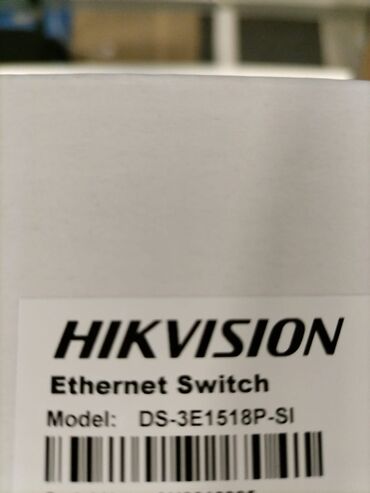 HIKVISION
Ethernet Switch
Model: DS-3E1518P-SI